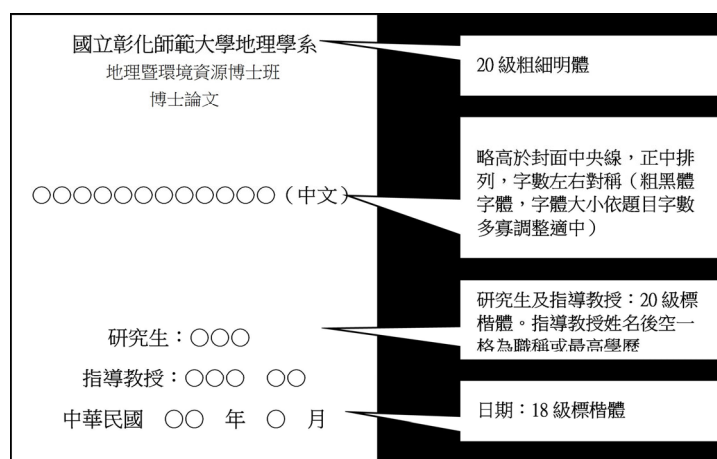 國立彰化師範大學地理學系
地理暨環境資源博士班
博士論文
○○○○○○○○○○○○（中文）
研究生：○○○
指導教授：○○○　○○
中華民國　○○　年　○　月
20 級粗細明體
略高於封面中央線，正中排
列，字數左右對稱（粗黑體
字體，字體大小依題目字數
多寡調整適中）
研究生及指導教授：20 級標
楷體。指導教授姓名後空一
格為職稱或最高學歷
日期：18 級標楷體